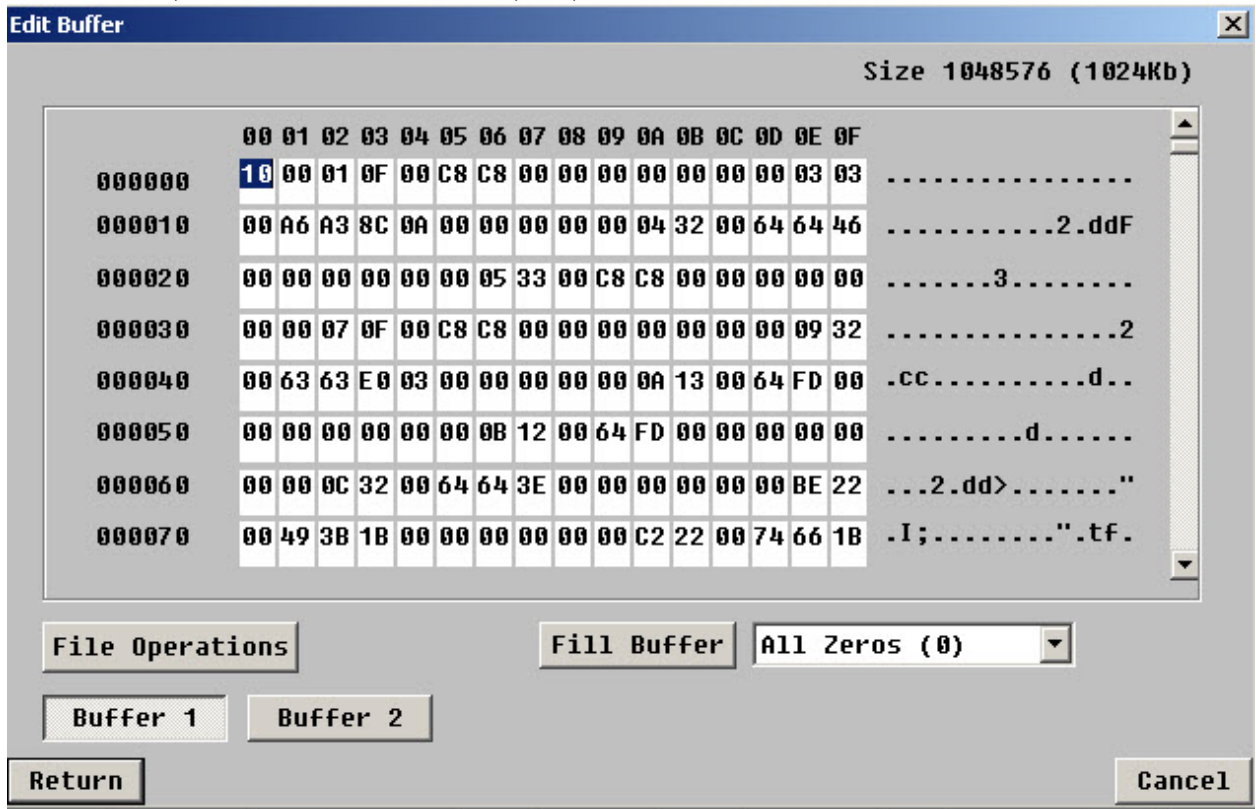 Edit Buffer
Size 1048576 (1024Kb)
00 01 02 03 04 05 06 07 08 09 0A 0B 0C 0D 0E 0F
000000 10 00 01 0F 00 C8 C8 00 00 00 00 00 00 00 03 03 ................
000010 00 A6 A3 8C 0A 00 00 00 00 00 04 32 00 64 64 46 ...........2.ddF
000020 00 00 00 00 00 00 05 33 00 C8 C8 00 00 00 00 00 .......3........
000030 00 00 07 0F 00 C8 C8 00 00 00 00 00 00 00 09 32 ...............2
000040 00 63 63 E0 03 00 00 00 00 00 0A 13 00 64 FD 00 .cc..........d..
000050 00 00 00 00 00 00 0B 12 00 64 FD 00 00 00 00 00 .........d......
000060 00 00 0C 32 00 64 64 3E 00 00 00 00 00 00 BE 22 ...2.dd>......."
000070 00 49 3B 1B 00 00 00 00 00 00 C2 22 00 74 66 1B .I;........".tf.
File Operations Fill Buffer All Zeros (0)
Buffer 1 Buffer 2
Return Cancel